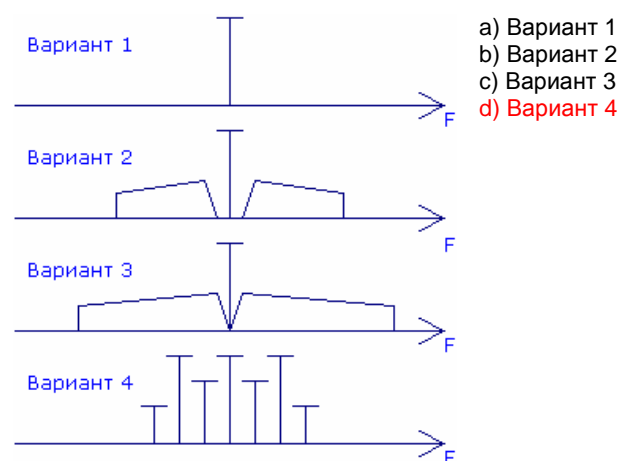 Вариант 1
F
Вариант 2
F
Вариант 3
F
Вариант 4
F
a) Вариант 1
b) Вариант 2
c) Вариант 3
d) Вариант 4